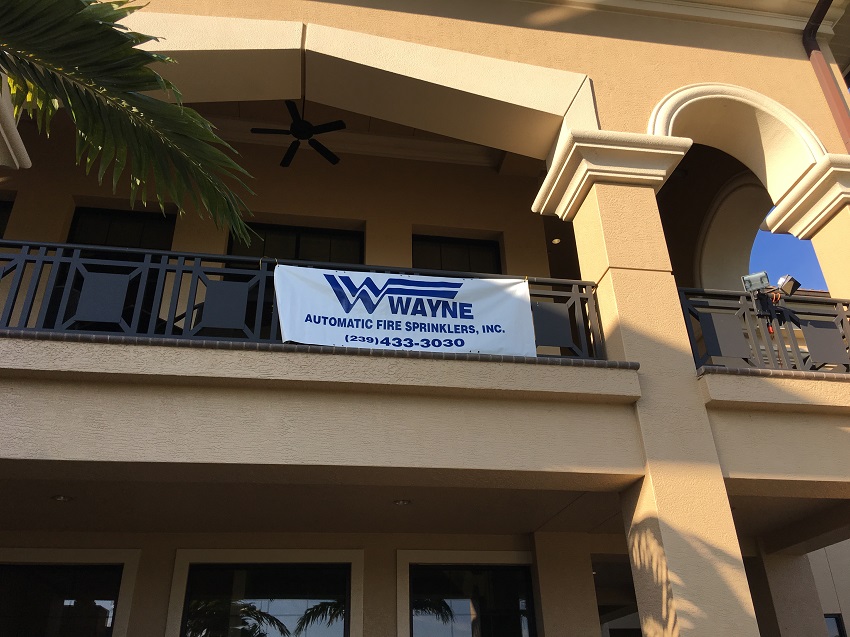 WAYNE
AUTOMATIC FIRE SPRINKLERS, INC.
(239)433-3030